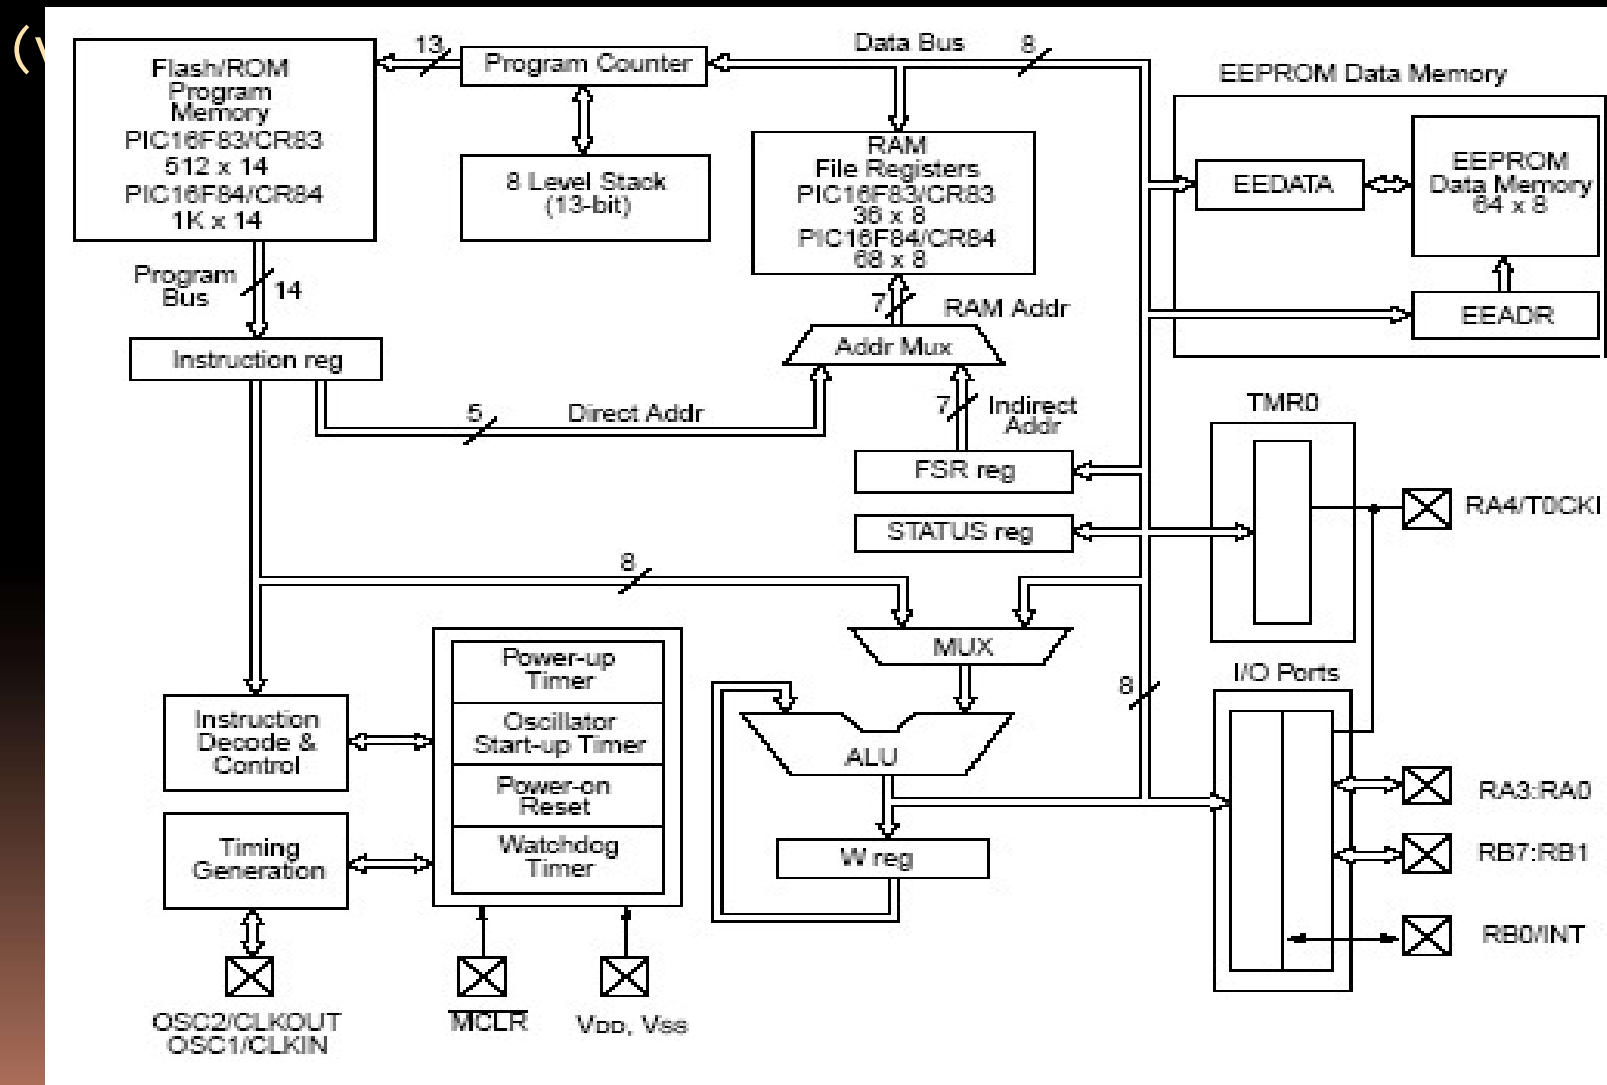 (
Flash/ROM
Program
Memory
PIC16F83/CR83
512 x 14
PIC16F84/CR84
1K x 14
13
Program Counter
Data Bus
8
8 Level Stack
(13-bit)
RAM
File Registers
PIC16F83/CR83
36 x 8
PIC16F84/CR84
68 x 8
EEPROM Data Memory
EEDATA
EEPROM
Data Memory
64 x 8
EEADR
Program
Bus
14
Instruction reg
7
RAM Addr
Addr Mux
5
Direct Addr
7
Indirect
Addr
FSR reg
STATUS reg
TMR0
RA4/T0CKI
8
MUX
8
I/O Ports
Power-up
Timer
Oscillator
Start-up Timer
Power-on
Reset
Watchdog
Timer
Instruction
Decode &
Control
Timing
Generation
ALU
W reg
RA3:RA0
RB7:RB1
RB0/INT
OSC2/CLKOUT
OSC1/CLKIN
MCLR
VDD, VSS